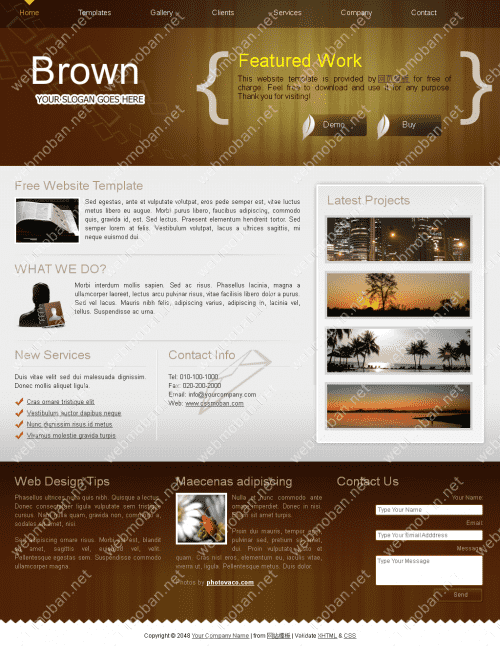 Home Templates Gallery Clients Services Company Contact
Brown
YOUR SLOGAN GOES HERE
Featured Work
This website template is provided by 网页模板 for free of
charge. Feel free to download and use it for any purpose.
Thank you for visiting!
Demo Buy
Free Website Template
Sed egestas, ante et vulputate volutpat, eros pede semper est, vitae luctus
metus libero eu augue. Morbi purus libero, faucibus adipiscing, commodo
quis, gravida id, est. Sed lectus. Praesent elementum hendrerit tortor. Sed
semper lorem at felis. Vestibulum volutpat, lacus a ultrices sagittis, mi
neque euismod dui.
WHAT WE DO?
Morbi interdum mollis sapien. Sed ac risus. Phasellus lacinia, magna a
ullamcorper laoreet, lectus arcu pulvinar risus, vitae facilisis libero dolor a purus.
Sed vel lacus. Mauris nibh felis, adipiscing varius, adipiscing in, lacinia vel,
tellus. Suspendisse ac urna.
New Services
Duis vitae velit sed dui malesuada dignissim.
Donec mollis aliquet ligula.
Cras ornare tristique elit
Vestibulum auctor dapibus neque
Nunc dignissim risus id metus
Vivamus molestie gravida turpis
Contact Info
Tel: 010-100-1000
Fax: 020-200-2000
Email: info@yourcompany.com
Web: www.cssmoban.com
Latest Projects
Web Design Tips
Phasellus ultrices nulla quis nibh. Quisque a lectus.
Donec consectetuer ligula vulputate sem tristique
cursus. Nam nulla quam, gravida non, commodo a,
sodales sit amet, nisi.
Sed adipiscing ornare risus. Morbi est est, blandit
sit amet, sagittis vel, euismod vel, velit.
Pellentesque egestas sem. Suspendisse commodo
ullamcorper magna.
Maecenas adipiscing
Nulla et nunc commodo ante
ornare imperdiet. Donec in nisi.
Etiam sit amet turpis.
Proin dui mauris, tempor eget,
pulvinar sed, pretium sit amet,
dui. Proin vulputate justo at
quam. Cras nisl eros, elementum eu, iaculis vitae,
viverra ut, ligula. Pellentesque metus. Duis dolor.
Photos by photovaco.com
Contact Us
Your Name
Type Your Name
Email
Type Your Email Adddress
Message
Type Your Message
Send
Copyright © 2048 Your Company Name | from 网站模板 | Validate XHTML & CSS
webmoban.net